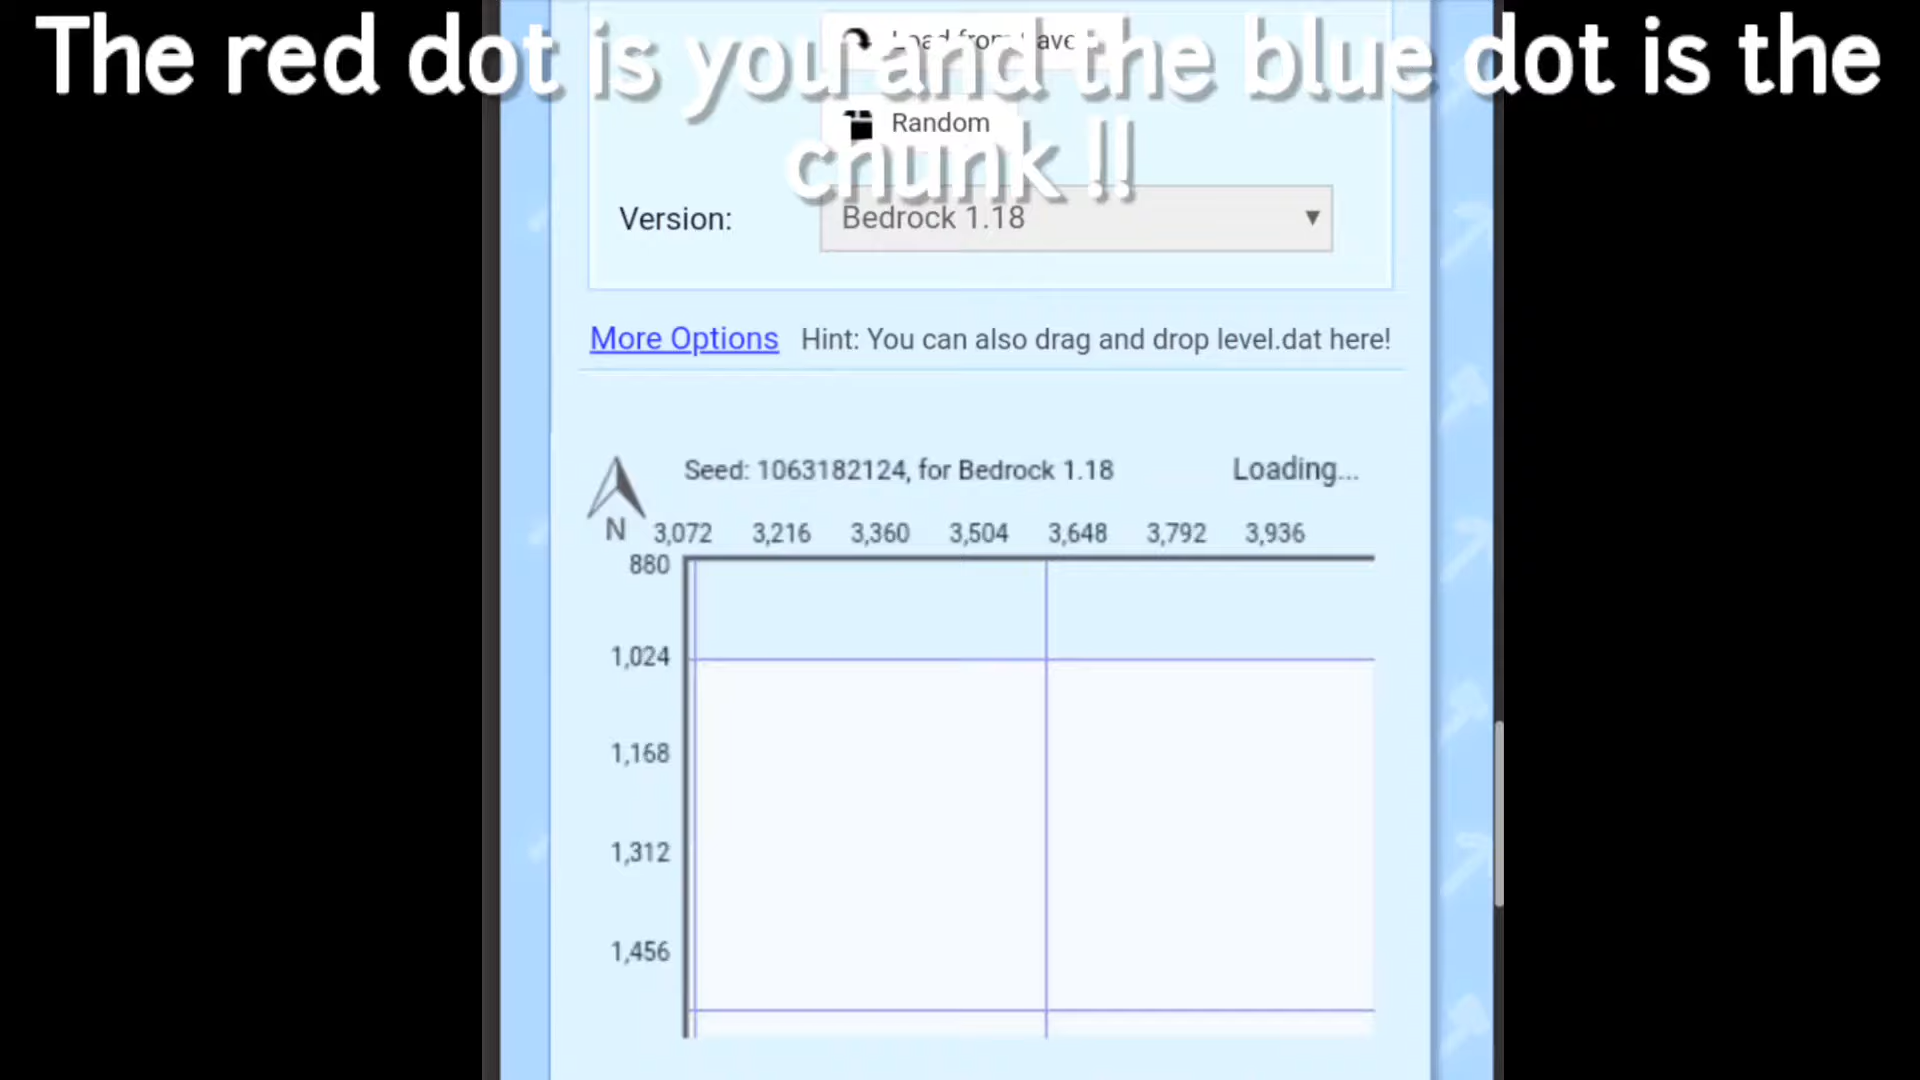 The red dot is you and the blue dot is the
chunk !!
Load from Save
Random
Version:
Bedrock 1.18
More Options Hint: You can also drag and drop level.dat here!
Seed: 1063182124, for Bedrock 1.18 Loading...
N
3,072 3,216 3,360 3,504 3,648 3,792 3,936
880
1,024
1,168
1,312
1,456